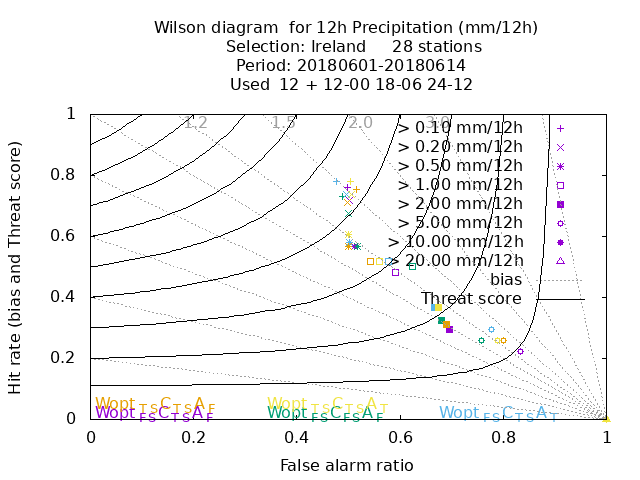 Wilson diagram for 12h Precipitation (mm/12h)
Selection: Ireland 28 stations
Period: 20180601-20180614
Used 12 + 12-00 18-06 24-12
Hit rate (bias and Threat score)
1
0.8
0.6
0.4
0.2
0
1.2 1.5 2.0 3.0
> 0.10 mm/12h
> 0.20 mm/12h
> 0.50 mm/12h
> 1.00 mm/12h
> 2.00 mm/12h
> 5.00 mm/12h
> 10.00 mm/12h
> 20.00 mm/12h
bias
Threat score
Wopt TSCTSAF
Wopt FSCFSAF
Wopt TSCTSAT
Wopt FSCFSAF
Wopt FSCTSAT
0 0.2 0.4 0.6 0.8 1
False alarm ratio